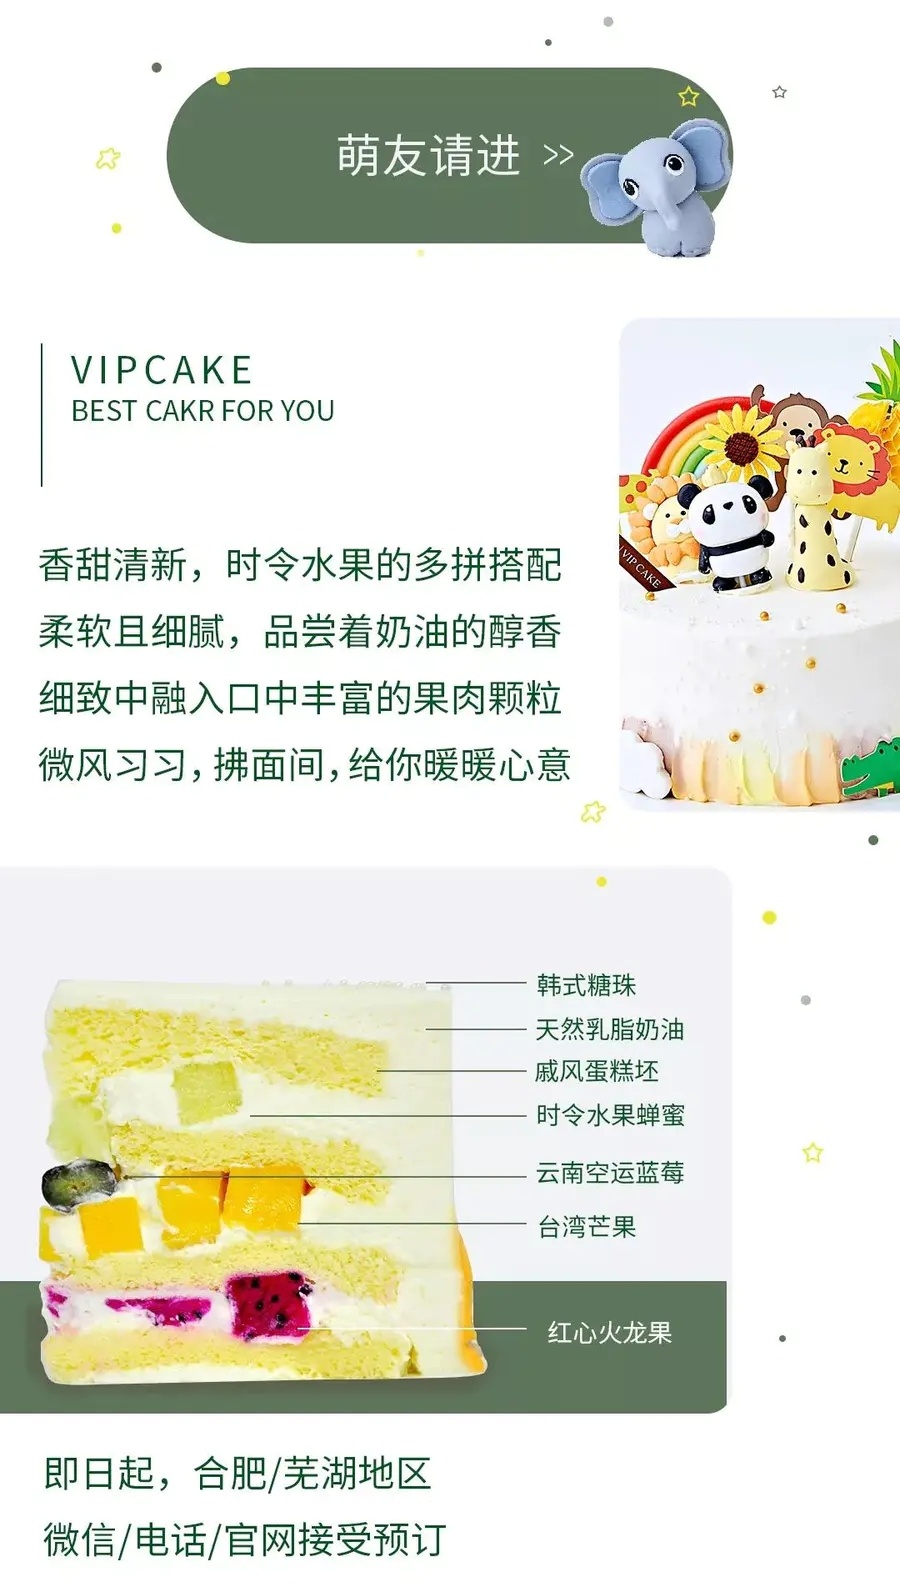 萌友请进 >>
VIPCAKE
BEST CAKR FOR YOU
VIP CAKE
香甜清新，时令水果的多拼搭配
柔软且细腻，品尝着奶油的醇香
细致中融入口中丰富的果肉颗粒
微风习习，拂面间，给你暖暖心意
韩式糖珠
天然乳脂奶油
戚风蛋糕坯
时令水果蝉蜜
云南空运蓝莓
台湾芒果
红心火龙果
即日起，合肥/芜湖地区
微信/电话/官网接受预订